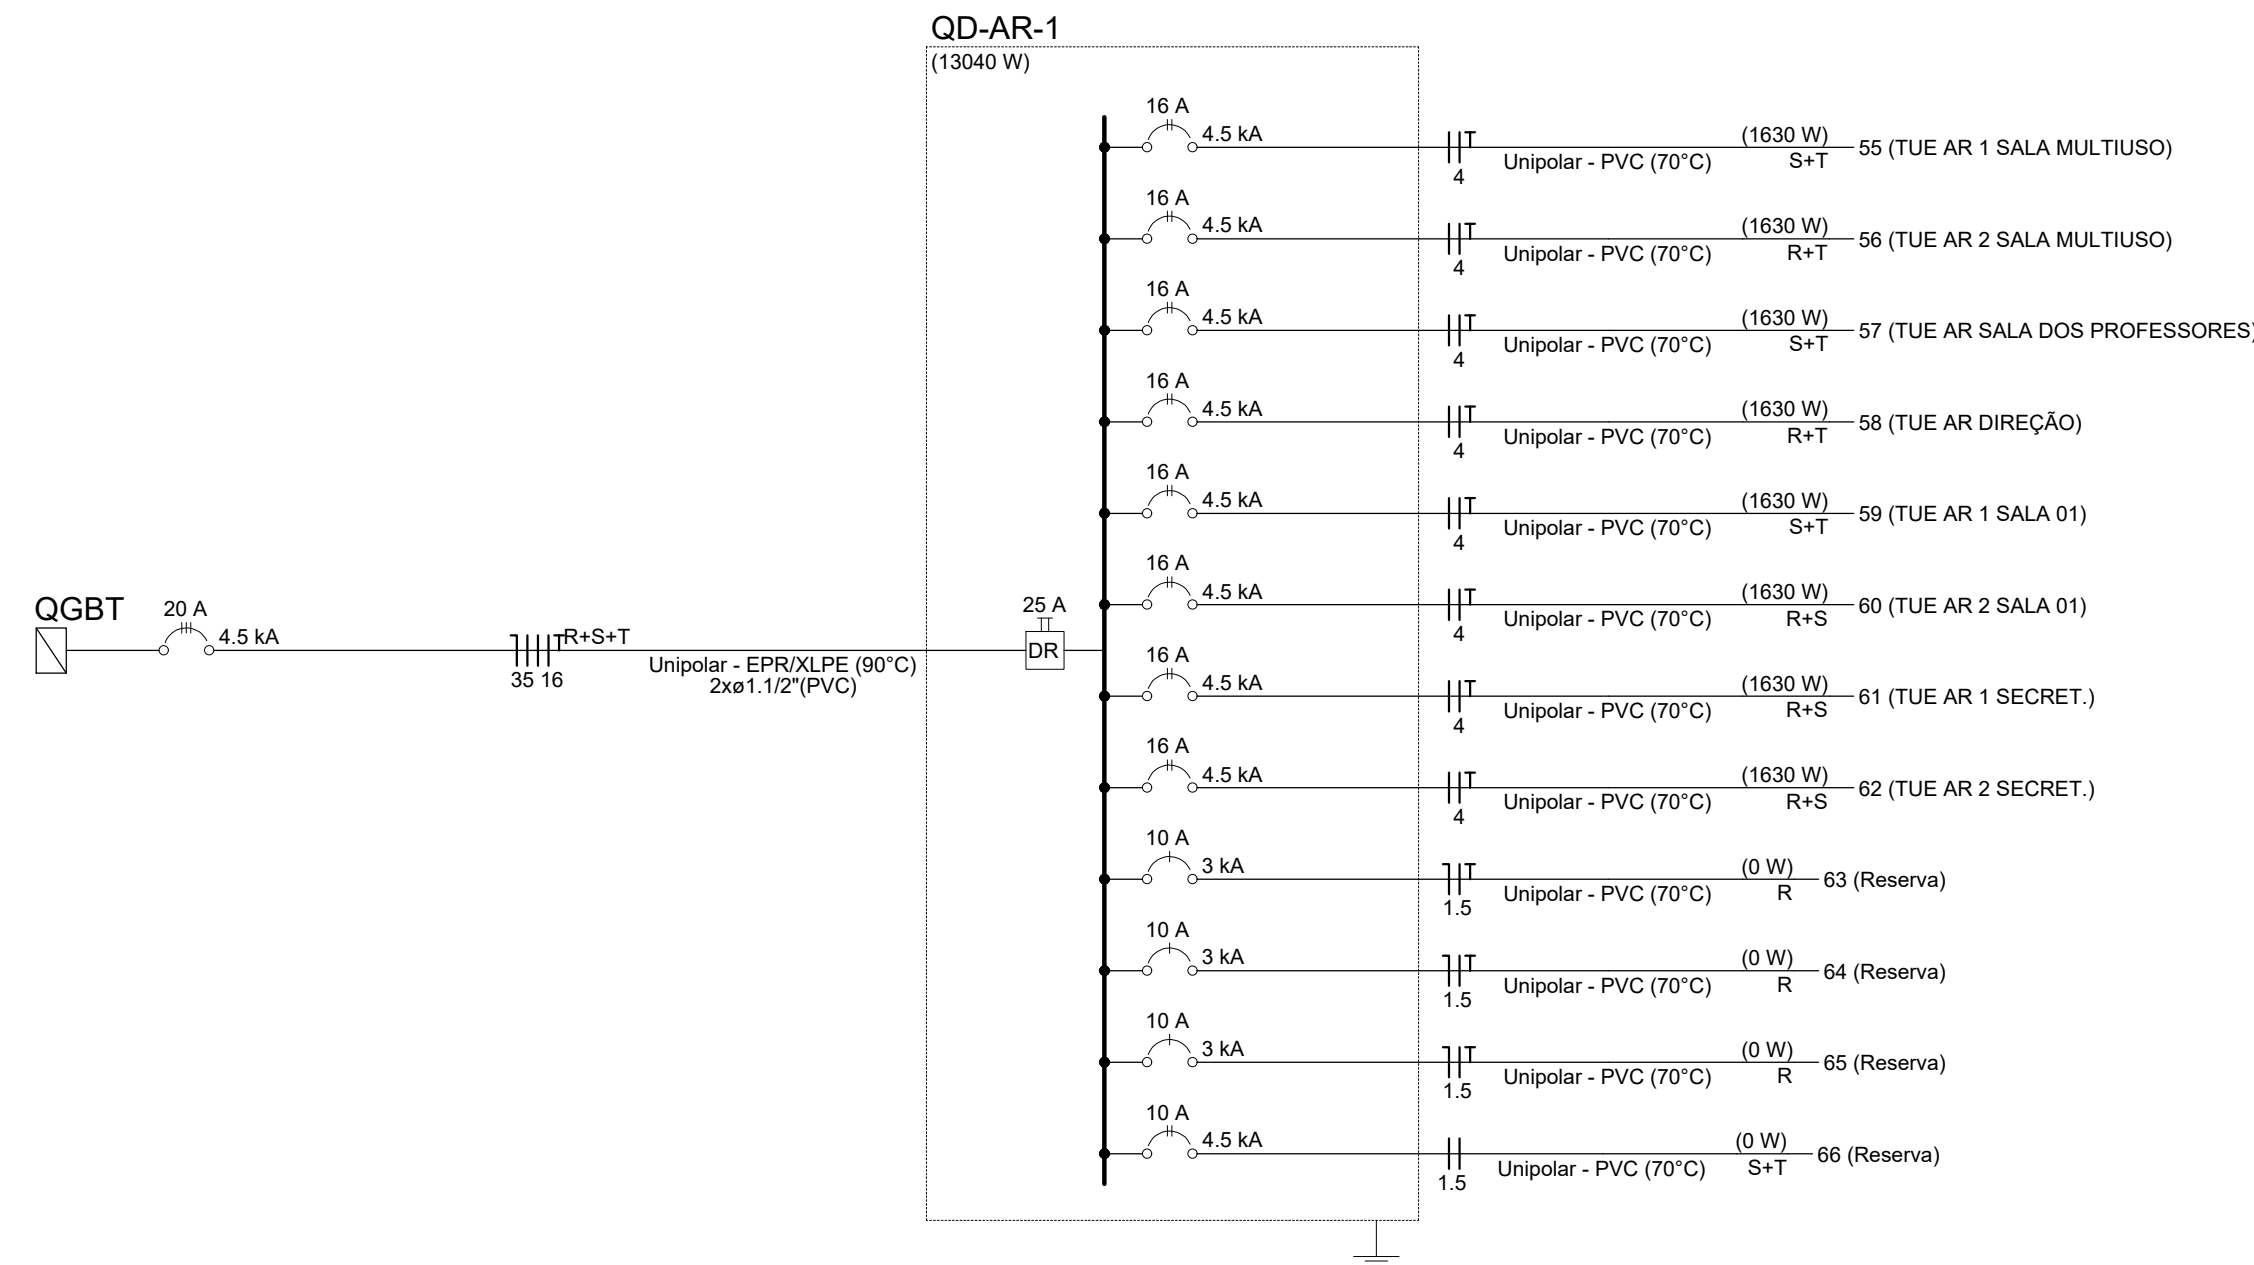 QD-AR-1
(13040 W)
16 A
4.5 kA
4
Unipolar - PVC (70°C)
(1630 W)
S+T
55 (TUE AR 1 SALA MULTIUSO)
16 A
4.5 kA
4
Unipolar - PVC (70°C)
(1630 W)
R+T
56 (TUE AR 2 SALA MULTIUSO)
16 A
4.5 kA
4
Unipolar - PVC (70°C)
(1630 W)
S+T
57 (TUE AR SALA DOS PROFESSORES)
16 A
4.5 kA
4
Unipolar - PVC (70°C)
(1630 W)
R+T
58 (TUE AR DIREÇÃO)
16 A
4.5 kA
4
Unipolar - PVC (70°C)
(1630 W)
S+T
59 (TUE AR 1 SALA 01)
16 A
4.5 kA
4
Unipolar - PVC (70°C)
(1630 W)
R+S
60 (TUE AR 2 SALA 01)
QGBT
20 A
4.5 kA
R+S+T
35 16
Unipolar - EPR/XLPE (90°C)
2xø1.1/2"(PVC)
25 A
DR
16 A
4.5 kA
4
Unipolar - PVC (70°C)
(1630 W)
R+S
61 (TUE AR 1 SECRET.)
16 A
4.5 kA
4
Unipolar - PVC (70°C)
(1630 W)
R+S
62 (TUE AR 2 SECRET.)
10 A
3 kA
1.5
Unipolar - PVC (70°C)
(0 W)
R
63 (Reserva)
10 A
3 kA
1.5
Unipolar - PVC (70°C)
(0 W)
R
64 (Reserva)
10 A
3 kA
1.5
Unipolar - PVC (70°C)
(0 W)
R
65 (Reserva)
10 A
4.5 kA
1.5
Unipolar - PVC (70°C)
(0 W)
S+T
66 (Reserva)